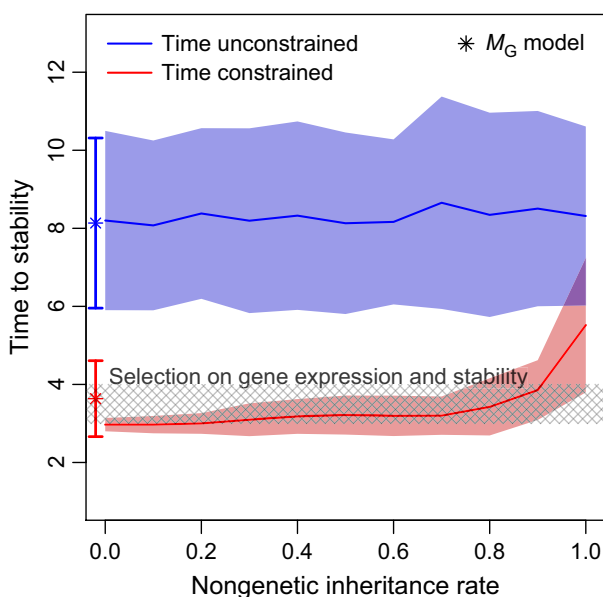 Time unconstrained
Time constrained
M_G model
12
10
8
6
4
2
Time to stability
Selection on gene expression and stability
0.0 0.2 0.4 0.6 0.8 1.0
Nongenetic inheritance rate